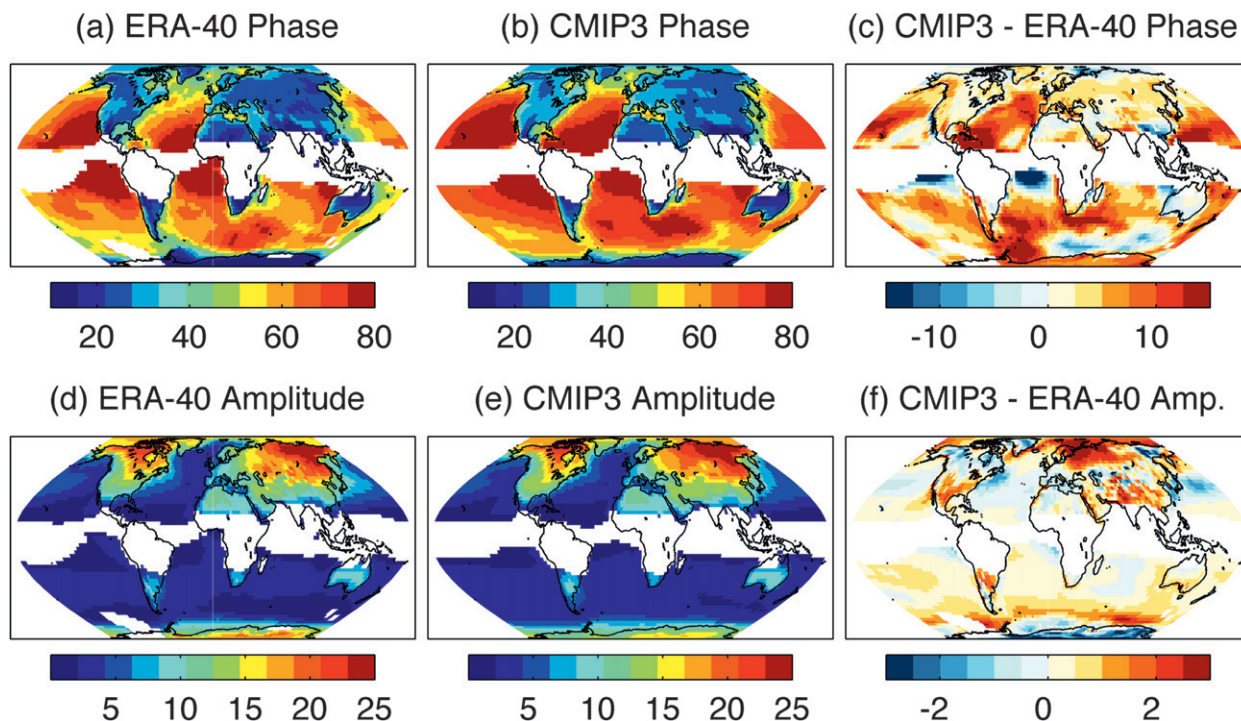 (a) ERA-40 Phase
(b) CMIP3 Phase
(c) CMIP3 - ERA-40 Phase
20 40 60 80
20 40 60 80
-10 0 10
(d) ERA-40 Amplitude
(e) CMIP3 Amplitude
(f) CMIP3 - ERA-40 Amp.
5 10 15 20 25
5 10 15 20 25
-2 0 2